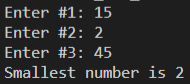 Enter #1: 15
Enter #2: 2
Enter #3: 45
Smallest number is 2